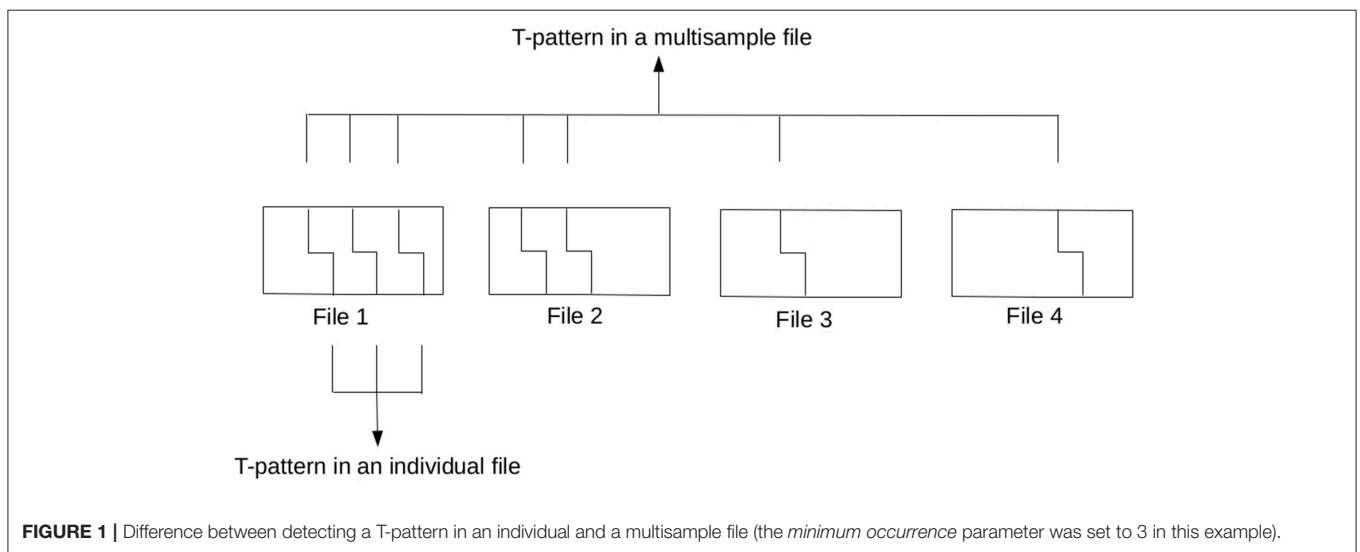 T-pattern in a multisample file
File 1
File 2
File 3
File 4
T-pattern in an individual file
FIGURE 1 | Difference between detecting a T-pattern in an individual and a multisample file (the minimum occurrence parameter was set to 3 in this example).